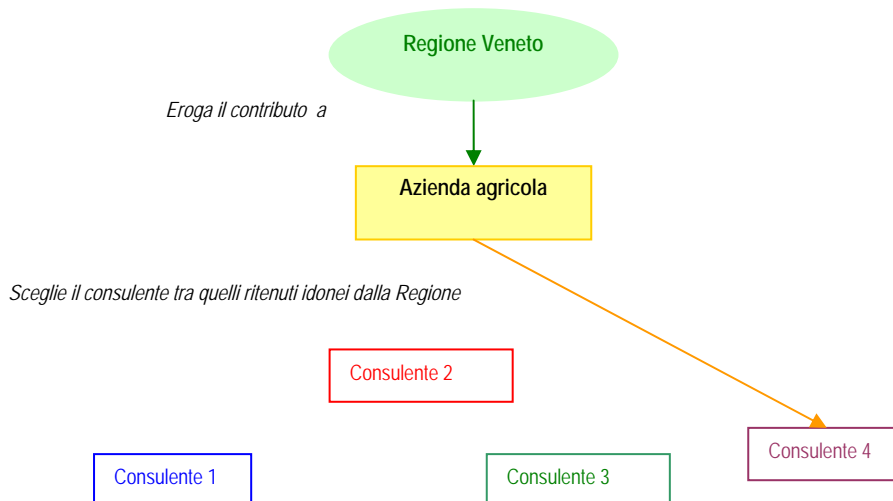 Regione Veneto
Eroga il contributo a
Azienda agricola
Sceglie il consulente tra quelli ritenuti idonei dalla Regione
Consulente 2
Consulente 4
Consulente 1
Consulente 3